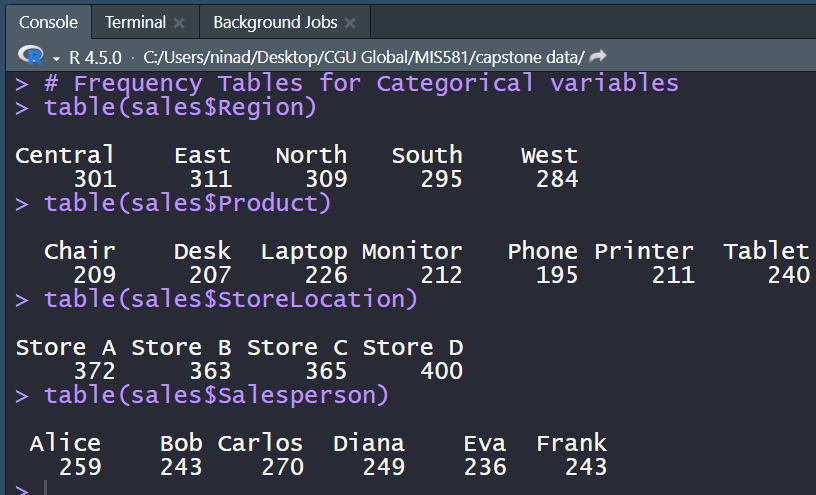 Console Terminal Background Jobs
R 4.5.0 · C:/Users/ninad/Desktop/CGU Global/MIS581/capstone data/
> # Frequency Tables for Categorical variables
> table(sales$Region)
Central East North South West
301 311 309 295 284
> table(sales$Product)
Chair Desk Laptop Monitor Phone Printer Tablet
209 207 226 212 195 211 240
> table(sales$StoreLocation)
Store A Store B Store C Store D
372 363 365 400
> table(sales$Salesperson)
Alice Bob Carlos Diana Eva Frank
259 243 270 249 236 243
>